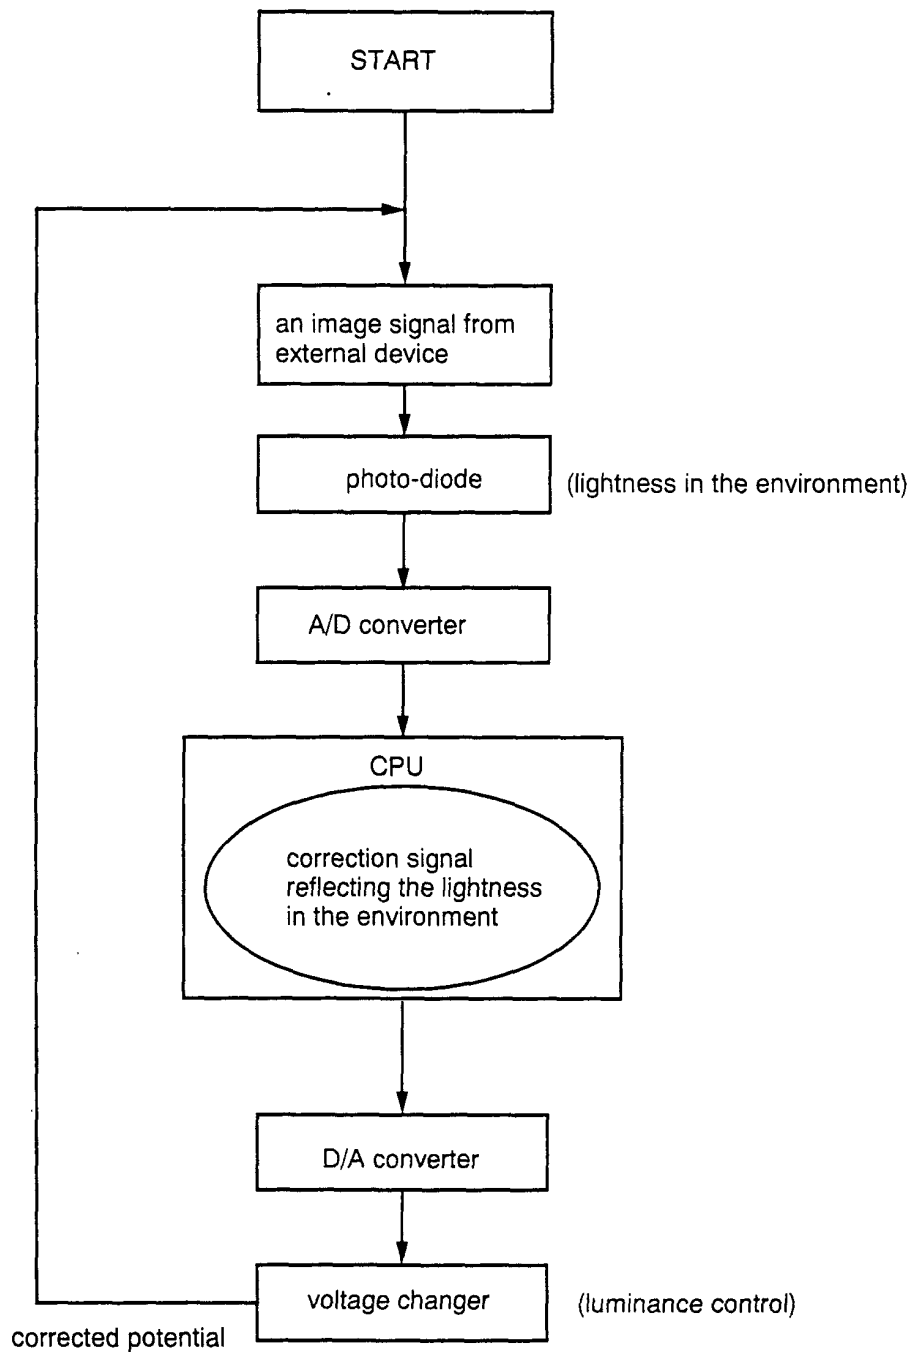 START
an image signal from
external device
photo-diode
(lightness in the environment)
A/D converter
CPU
correction signal
reflecting the lightness
in the environment
D/A converter
voltage changer
(luminance control)
corrected potential